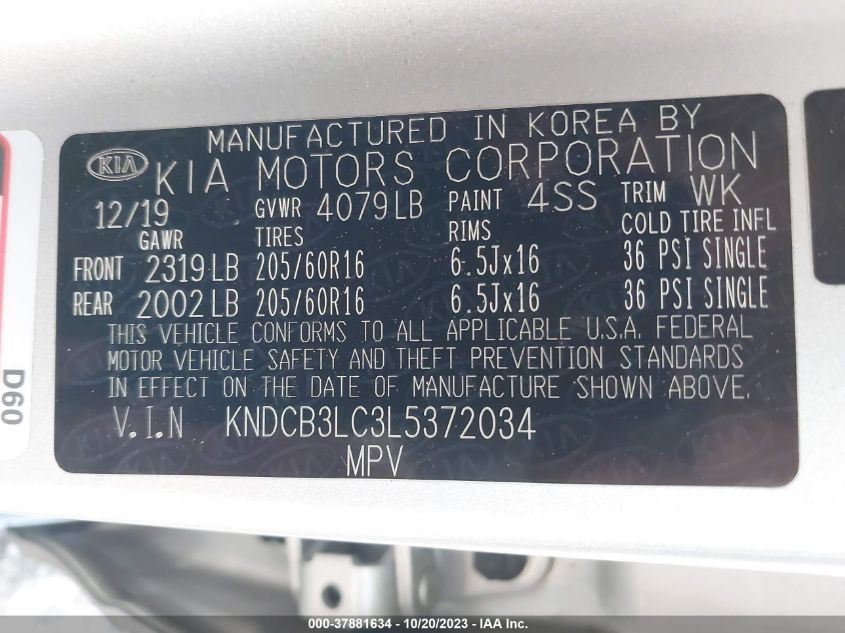 MANUFACTURED IN KOREA BY
KIA KIA MOTORS CORPORATION
12/19 GVWR 4079LB PAINT 4SS TRIM WK
GAWR TIRES RIMS COLD TIRE INFL
FRONT 2319LB 205/60R16 6.5Jx16 36 PSI SINGLE
REAR 2002LB 205/60R16 6.5Jx16 36 PSI SINGLE
THIS VEHICLE CONFORMS TO ALL APPLICABLE U.S.A. FEDERAL
MOTOR VEHICLE SAFETY AND THEFT PREVENTION STANDARDS
IN EFFECT ON THE DATE OF MANUFACTURE SHOWN ABOVE.
V.I.N KNDCB3LC3L5372034
MPV
D60
000-37881634 - 10/20/2023 - IAAI.COM